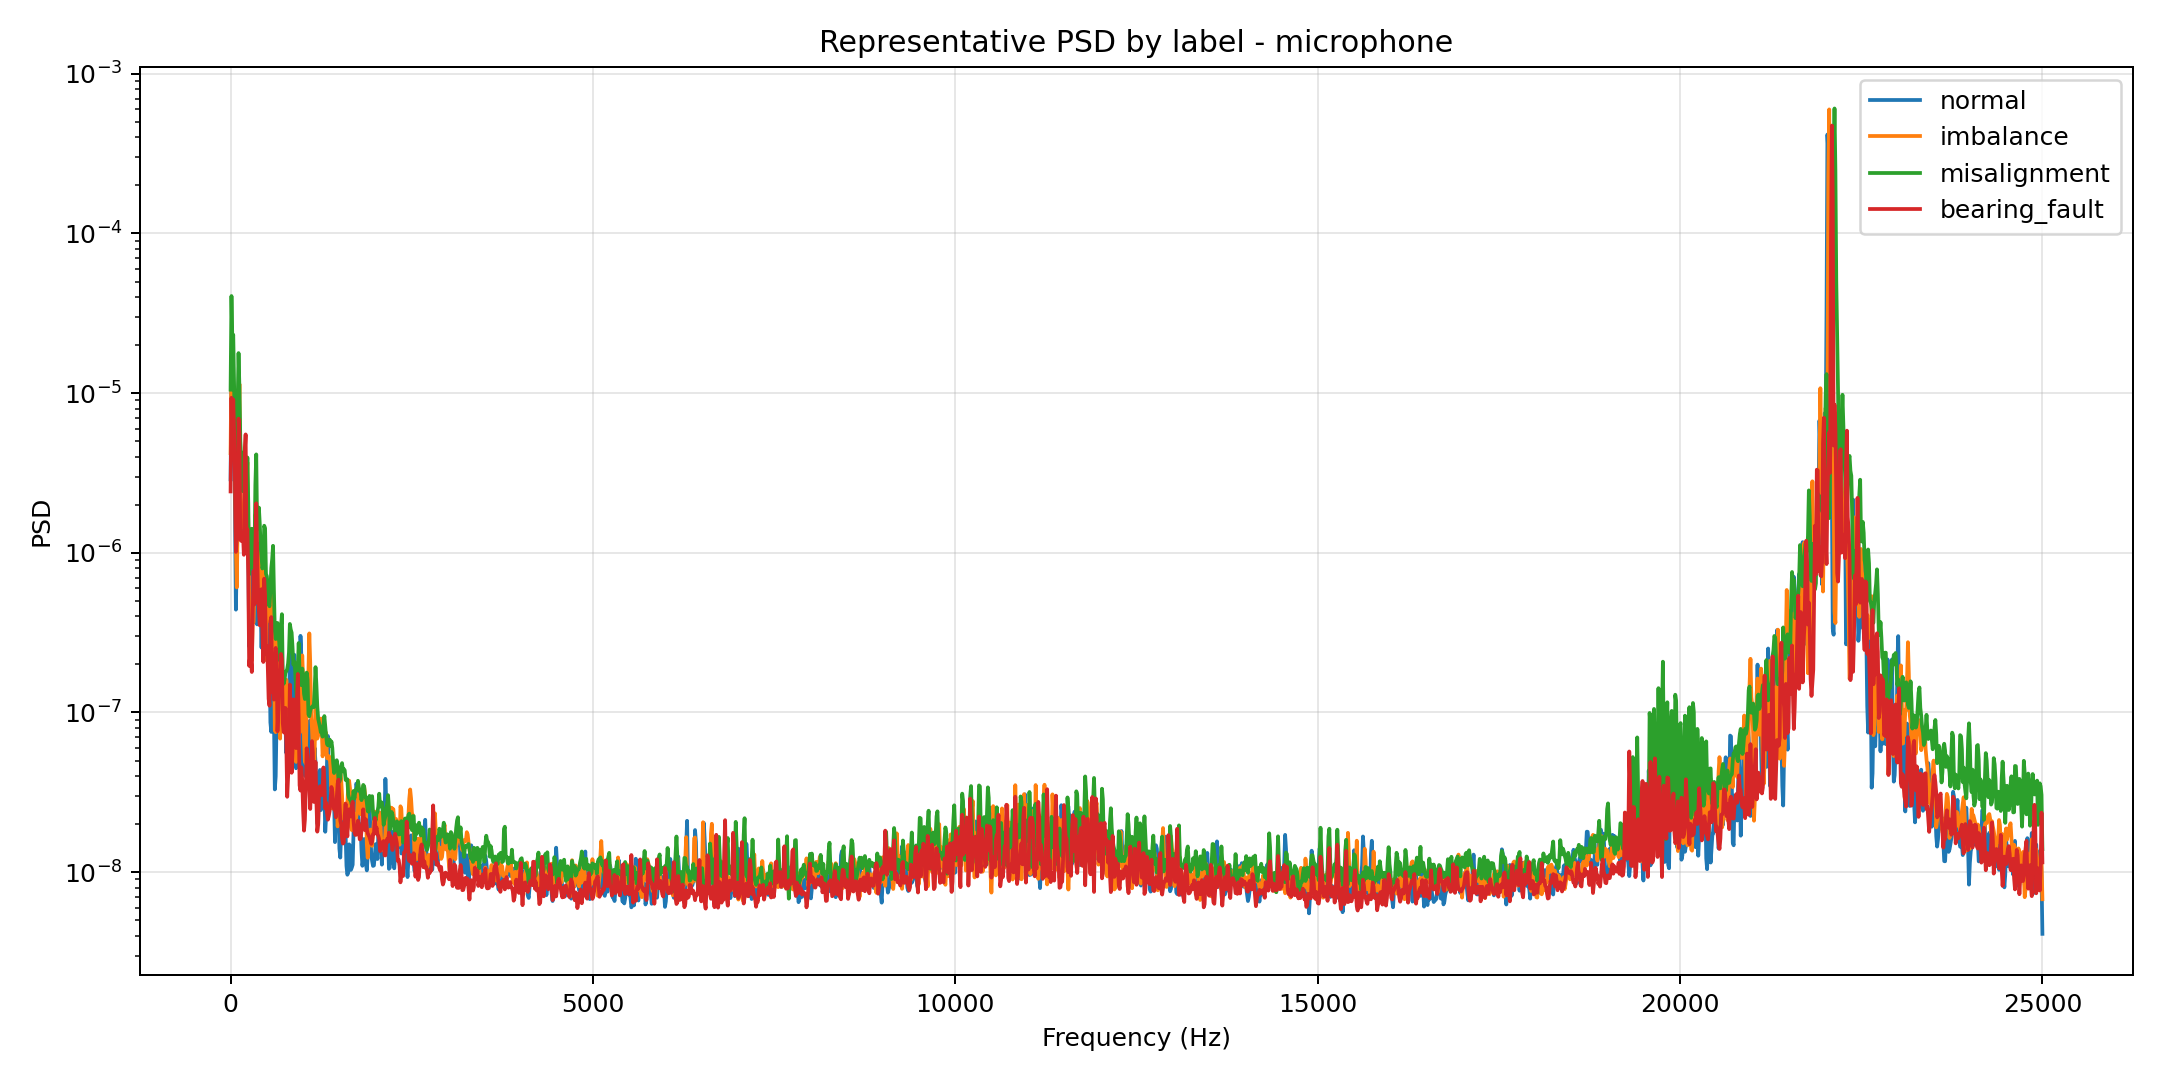 Representative PSD by label - microphone
normal
imbalance
misalignment
bearing_fault
PSD
10⁻³
10⁻⁴
10⁻⁵
10⁻⁶
10⁻⁷
10⁻⁸
0 5000 10000 15000 20000 25000
Frequency (Hz)